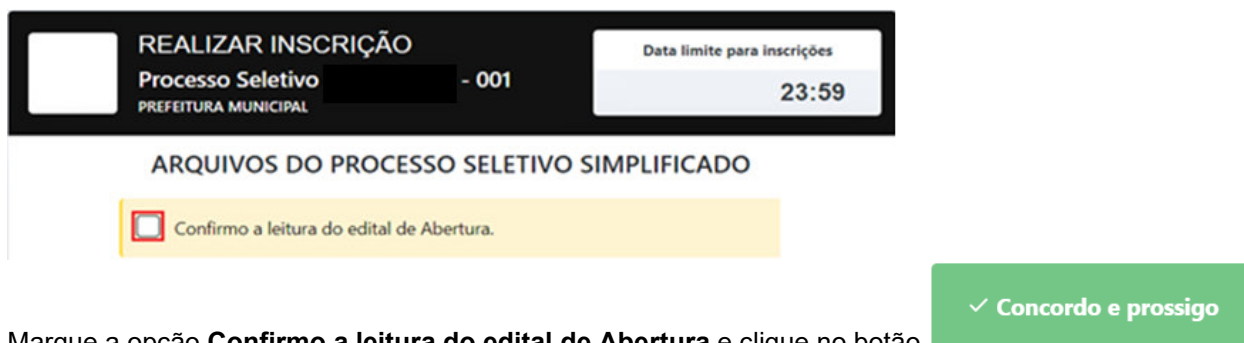 REALIZAR INSCRIÇÃO
Data limite para inscrições
Processo Seletivo - 001
23:59
PREFEITURA MUNICIPAL
ARQUIVOS DO PROCESSO SELETIVO SIMPLIFICADO
Confirmo a leitura do edital de Abertura.
✓ Concordo e prossigo
Marque a opção Confirmo a leitura do edital de Abertura e clique no botão